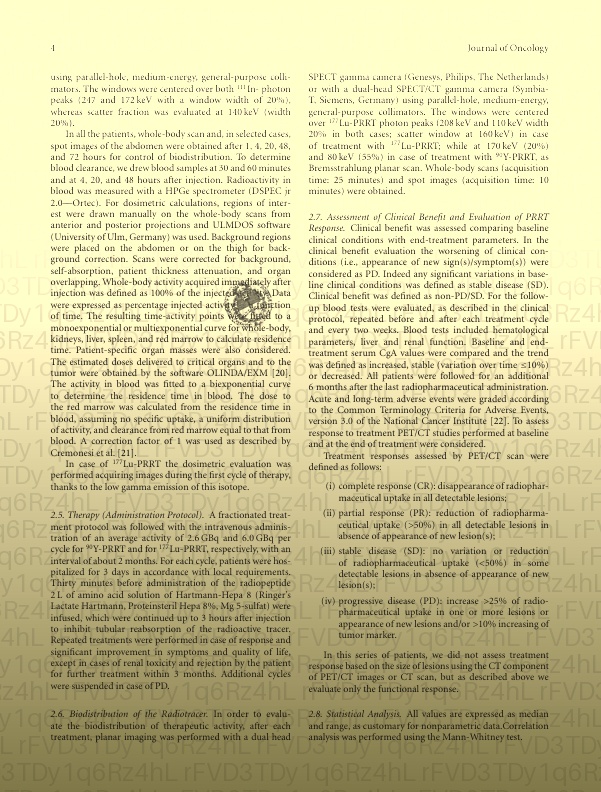 4
Journal of Oncology
using parallel-hole, medium-energy, general-purpose colli-
mators. The windows were centered over both 111In- photon
peaks (247 and 172 keV with a window width of 20%),
whereas scatter fraction was evaluated at 140 keV (width
20%).
In all the patients, whole-body scan and, in selected cases,
spot images of the abdomen were obtained after 1, 4, 20, 48,
and 72 hours for control of biodistribution. To determine
blood clearance, we drew blood samples at 30 and 60 minutes
and at 4, 20, and 48 hours after injection. Radioactivity in
blood was measured with a HPGe spectrometer (DSPEC jr
2.0—Ortec). For dosimetric calculations, regions of inter-
est were drawn manually on the whole-body scans from
anterior and posterior projections and ULMDOS software
(University of Ulm, Germany) was used. Background regions
were placed on the abdomen or on the thigh for back-
ground correction. Scans were corrected for background,
self-absorption, patient thickness attenuation, and organ
overlapping. Whole-body activity acquired immediately after
injection was defined as 100% of the injected Data
were expressed as percentage injected activity function
of time. The resulting time-activity points were fitted to a
monoexponential or multiexponential curve for whole-body,
kidneys, liver, spleen, and red marrow to calculate residence
time. Patient-specific organ masses were also considered.
The estimated doses delivered to critical organs and to the
tumor were obtained by the software OLINDA/EXM [20].
The activity in blood was fitted to a biexponential curve
to determine the residence time in blood. The dose to
the red marrow was calculated from the residence time in
blood, assuming no specific uptake, a uniform distribution
of activity, and clearance from red marrow equal to that from
blood. A correction factor of 1 was used as described by
Cremonesi et al. [21].
In case of 177Lu-PRRT the dosimetric evaluation was
performed acquiring images during the first cycle of therapy,
thanks to the low gamma emission of this isotope.
2.5. Therapy (Administration Protocol). A fractionated treat-
ment protocol was followed with the intravenous adminis-
tration of an average activity of 2.6 GBq and 6.0 GBq per
cycle for 90Y-PRRT and for 177Lu-PRRT, respectively, with an
interval of about 2 months. For each cycle, patients were hos-
pitalized for 3 days in accordance with local requirements.
Thirty minutes before administration of the radiopeptide
2 L of amino acid solution of Hartmann-Hepa 8 (Ringer's
Lactate Hartmann, Proteinsteril Hepa 8%, Mg 5-sulfat) were
infused, which were continued up to 3 hours after injection
to inhibit tubular reabsorption of the radioactive tracer.
Repeated treatments were performed in case of response and
significant improvement in symptoms and quality of life,
except in cases of renal toxicity and rejection by the patient
for further treatment within 3 months. Additional cycles
were suspended in case of PD.
2.6. Biodistribution of the Radiotracer. In order to evalu-
ate the biodistribution of therapeutic activity, after each
treatment, planar imaging was performed with a dual head
SPECT gamma camera (Genesys, Philips, The Netherlands)
or with a dual-head SPECT/CT gamma camera (Symbia-
T, Siemens, Germany) using parallel-hole, medium-energy,
general-purpose collimators. The windows were centered
over 177Lu-PRRT photon peaks (208 keV and 110 keV width
20% in both cases; scatter window at 160 keV) in case
of treatment with 177Lu-PRRT; while at 170 keV (20%)
and 80 keV (55%) in case of treatment with 90Y-PRRT, as
Bremsstrahlung planar scan. Whole-body scans (acquisition
time: 25 minutes) and spot images (acquisition time: 10
minutes) were obtained.
2.7. Assessment of Clinical Benefit and Evaluation of PRRT
Response. Clinical benefit was assessed comparing baseline
clinical conditions with end-treatment parameters. In the
clinical benefit evaluation the worsening of clinical con-
ditions (i.e., appearance of new sign(s)/symptom(s)) were
considered as PD. Indeed any significant variations in base-
line clinical conditions was defined as stable disease (SD).
Clinical benefit was defined as non-PD/SD. For the follow-
up blood tests were evaluated, as described in the clinical
protocol, repeated before and after each treatment cycle
and every two weeks. Blood tests included hematological
parameters, liver and renal function. Baseline and end-
treatment serum CgA values were compared and the trend
was defined as increased, stable (variation over time ≤10%)
or decreased. All patients were followed for an additional
6 months after the last radiopharmaceutical administration.
Acute and long-term adverse events were graded according
to the Common Terminology Criteria for Adverse Events,
version 3.0 of the National Cancer Institute [22]. To assess
response to treatment PET/CT studies performed at baseline
and at the end of treatment were considered.
Treatment responses assessed by PET/CT scan were
defined as follows:
(i) complete response (CR): disappearance of radiophar-
maceutical uptake in all detectable lesions;
(ii) partial response (PR): reduction of radiopharma-
ceutical uptake (>50%) in all detectable lesions in
absence of appearance of new lesion(s);
(iii) stable disease (SD): no variation or reduction
of radiopharmaceutical uptake (<50%) in some
detectable lesions in absence of appearance of new
lesion(s);
(iv) progressive disease (PD): increase >25% of radio-
pharmaceutical uptake in one or more lesions or
appearance of new lesions and/or >10% increasing of
tumor marker.
In this series of patients, we did not assess treatment
response based on the size of lesions using the CT component
of PET/CT images or CT scan, but as described above we
evaluate only the functional response.
2.8. Statistical Analysis. All values are expressed as median
and range, as customary for nonparametric data.Correlation
analysis was performed using the Mann-Whitney test.